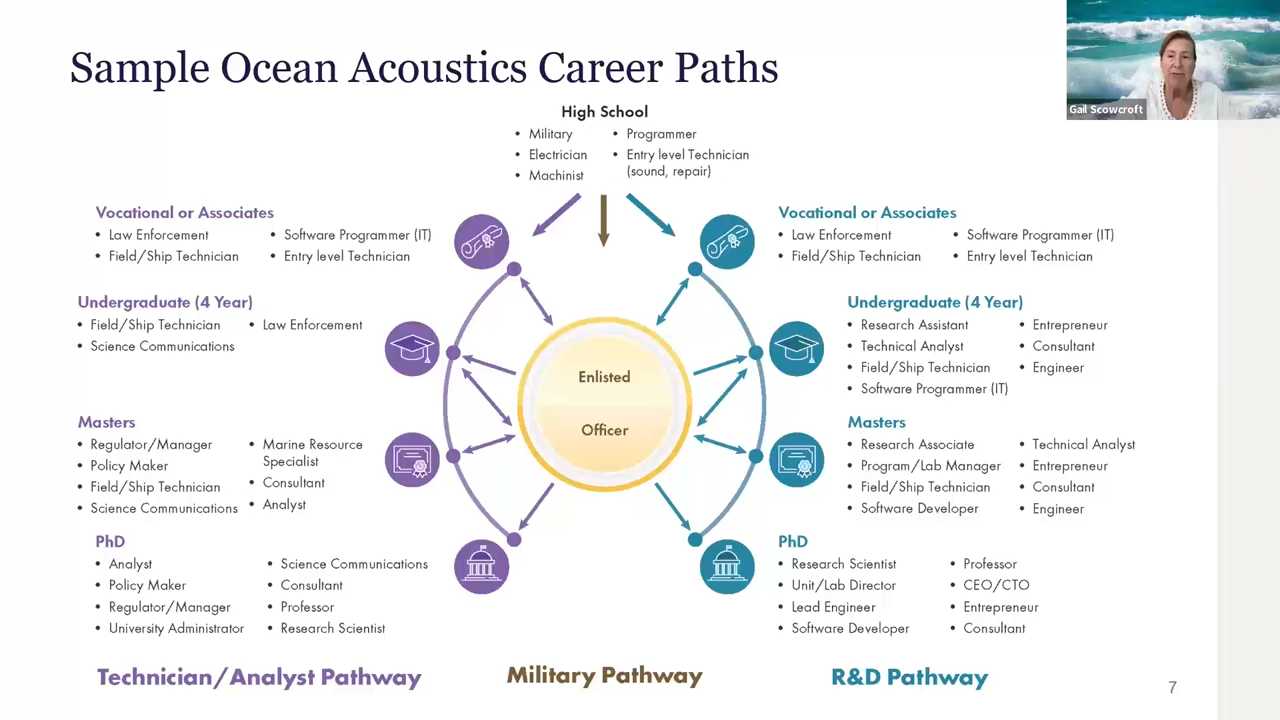 Sample Ocean Acoustics Career Paths
Gail Scowcroft
High School
• Military
• Electrician
• Machinist
• Programmer
• Entry level Technician
(sound, repair)
Vocational or Associates
• Law Enforcement
• Field/Ship Technician
• Software Programmer (IT)
• Entry level Technician
Undergraduate (4 Year)
• Field/Ship Technician
• Science Communications
• Law Enforcement
Masters
• Regulator/Manager
• Policy Maker
• Field/Ship Technician
• Science Communications
• Marine Resource
Specialist
• Consultant
• Analyst
PhD
• Analyst
• Policy Maker
• Regulator/Manager
• University Administrator
• Science Communications
• Consultant
• Professor
• Research Scientist
Technician/Analyst Pathway
Enlisted
Officer
Military Pathway
Vocational or Associates
• Law Enforcement
• Field/Ship Technician
• Software Programmer (IT)
• Entry level Technician
Undergraduate (4 Year)
• Research Assistant
• Technical Analyst
• Field/Ship Technician
• Software Programmer (IT)
• Entrepreneur
• Consultant
• Engineer
Masters
• Research Associate
• Program/Lab Manager
• Field/Ship Technician
• Software Developer
• Technical Analyst
• Entrepreneur
• Consultant
• Engineer
PhD
• Research Scientist
• Unit/Lab Director
• Lead Engineer
• Software Developer
• Professor
• CEO/CTO
• Entrepreneur
• Consultant
R&D Pathway
7